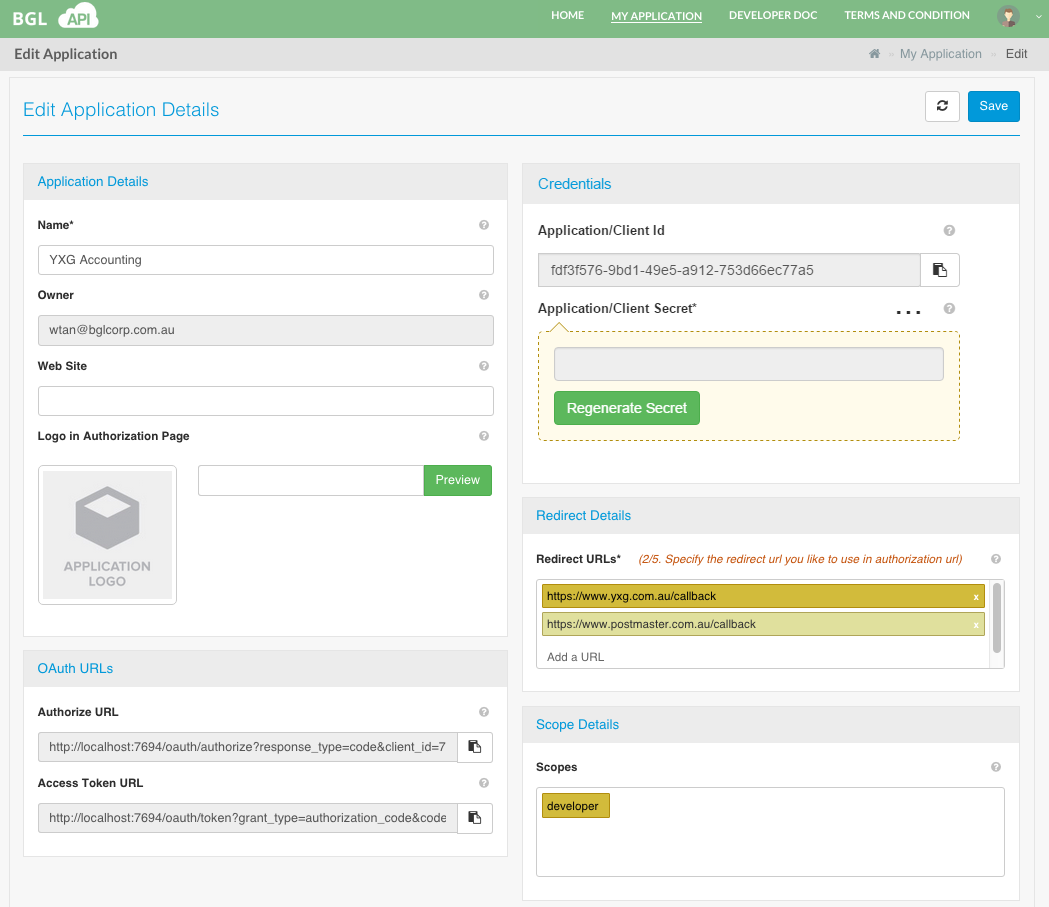 BGL API
HOME MY APPLICATION DEVELOPER DOC TERMS AND CONDITION
Edit Application
My Application Edit
Edit Application Details
Save
Application Details
Name*
YXG Accounting
Owner
wtan@bglcorp.com.au
Web Site
Logo in Authorization Page
Preview
APPLICATION
LOGO
OAuth URLs
Authorize URL
http://localhost:7694/oauth/authorize?response_type=code&client_id=7
Access Token URL
http://localhost:7694/oauth/token?grant_type=authorization_code&code
Credentials
Application/Client Id
fdf3f576-9bd1-49e5-a912-753d66ec77a5
Application/Client Secret*
...
Regenerate Secret
Redirect Details
Redirect URLs* (2/5. Specify the redirect url you like to use in authorization url)
https://www.yxg.com.au/callback x
https://www.postmaster.com.au/callback x
Add a URL
Scope Details
Scopes
developer